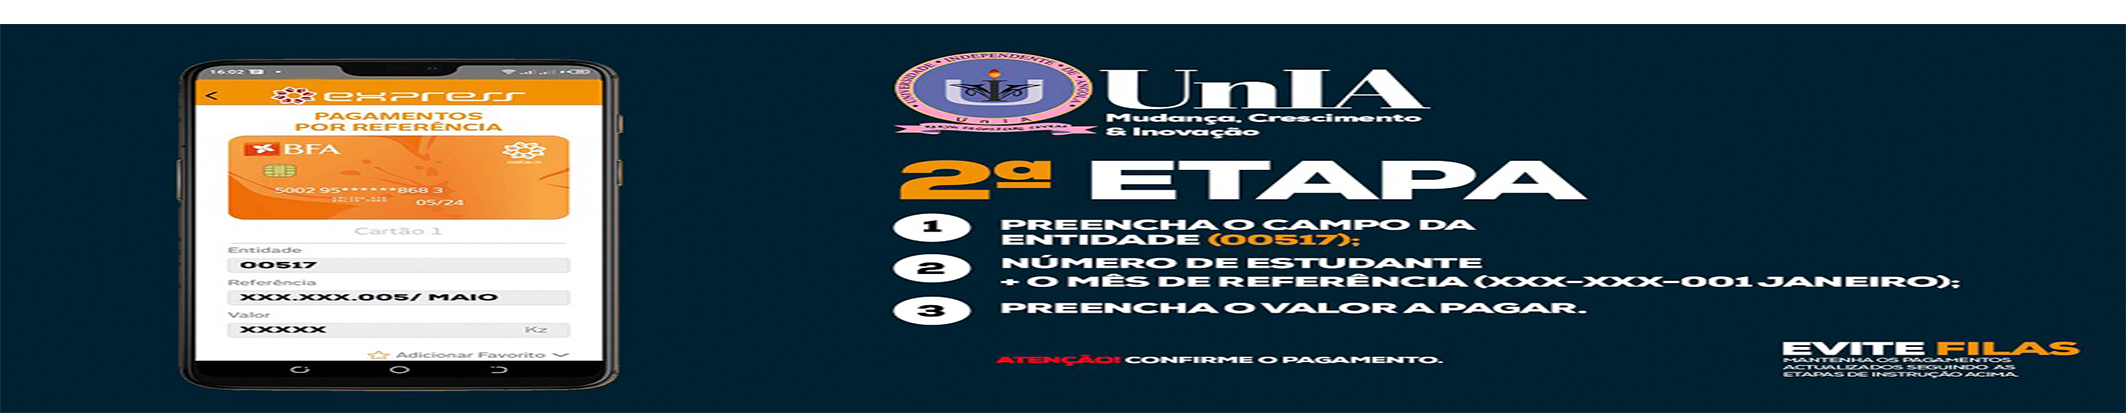 16:02
express
PAGAMENTOS
POR REFERÊNCIA
BFA
5002 95******868 3
05/24
Cartão 1
Entidade
00517
Referência
XXX.XXX.005/ MAIO
Valor
XXXXX Kz
Adicionar Favorito
UNIVERSIDADE • INDEPENDENTE • DE • ANGOLA
UnIA
UnIA
Mudança, Crescimento
& Inovação
2ª ETAPA
1 PREENCHA O CAMPO DA
ENTIDADE (00517);
2 NÚMERO DE ESTUDANTE
+ O MÊS DE REFERÊNCIA (XXX-XXX-001 JANEIRO);
3 PREENCHA O VALOR A PAGAR.
ATENÇÃO! CONFIRME O PAGAMENTO.
EVITE FILAS
MANTENHA OS PAGAMENTOS
ACTUALIZADOS SEGUINDO AS
ETAPAS DE INSTRUÇÃO ACIMA.